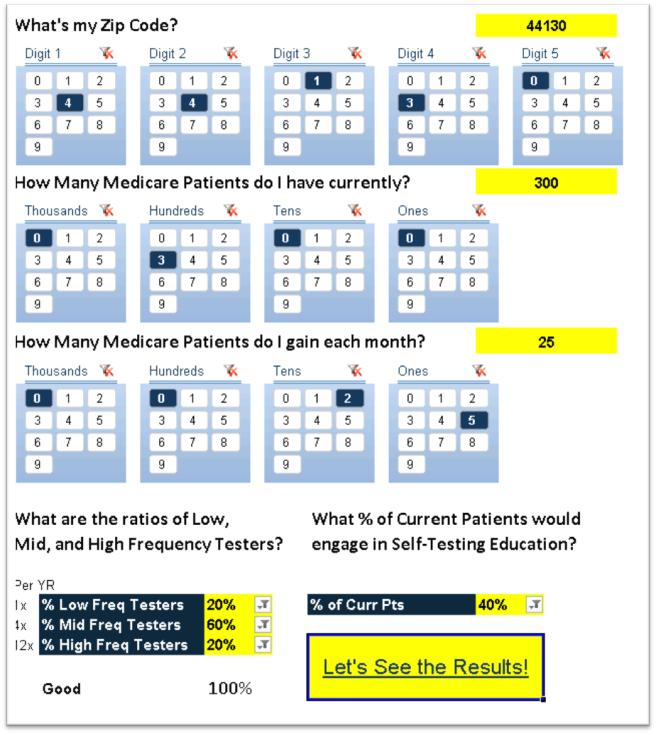 What's my Zip Code? 44130
Digit 1 Digit 2 Digit 3 Digit 4 Digit 5
0 1 2 0 1 2 0 1 2 0 1 2 0 1 2
3 4 5 3 4 5 3 4 5 3 4 5 3 4 5
6 7 8 6 7 8 6 7 8 6 7 8 6 7 8
9 9 9 9 9
How Many Medicare Patients do I have currently? 300
Thousands Hundreds Tens Ones
0 1 2 0 1 2 0 1 2 0 1 2
3 4 5 3 4 5 3 4 5 3 4 5
6 7 8 6 7 8 6 7 8 6 7 8
9 9 9 9
How Many Medicare Patients do I gain each month? 25
Thousands Hundreds Tens Ones
0 1 2 0 1 2 0 1 2 0 1 2
3 4 5 3 4 5 3 4 5 3 4 5
6 7 8 6 7 8 6 7 8 6 7 8
9 9 9 9
What are the ratios of Low,
Mid, and High Frequency Testers?
Per YR
1x % Low Freq Testers 20%
4x % Mid Freq Testers 60%
12x % High Freq Testers 20%
Good 100%
What % of Current Patients would
engage in Self-Testing Education?
% of Curr Pts 40%
Let's See the Results!